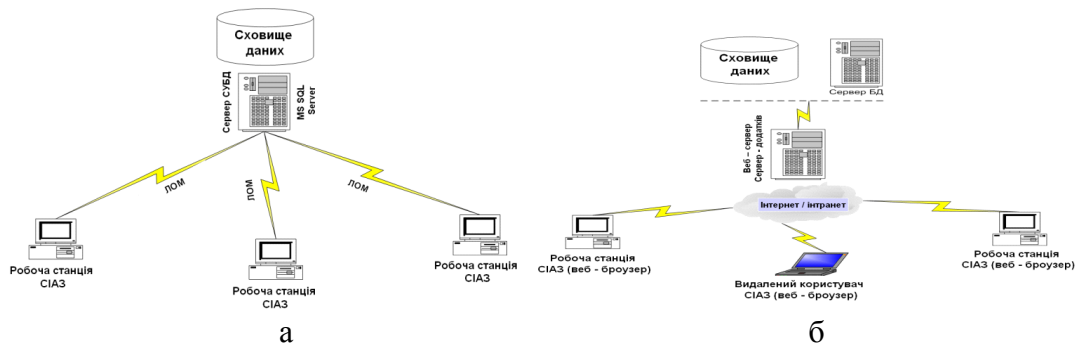 Сховище
даних
Сервер СУБД
MS SQL
Server
ЛОМ
ЛОМ
ЛОМ
Робоча станція
СІАЗ
Робоча станція
СІАЗ
Робоча станція
СІАЗ
а
Сховище
даних
Сервер БД
Веб – сервер
Сервер - додатків
Інтернет / інтранет
Робоча станція
СІАЗ (веб - броузер)
Видалений користувач
СІАЗ (веб - броузер)
Робоча станція
СІАЗ (веб - броузер)
б